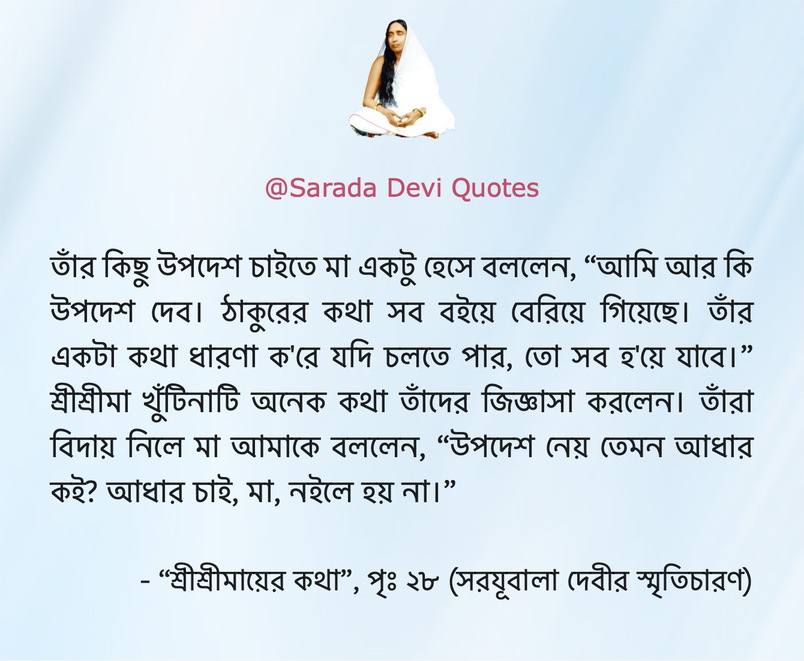 @Sarada Devi Quotes
তাঁর কিছু উপদেশ চাইতে মা একটু হেসে বললেন, “আমি আর কি
উপদেশ দেব। ঠাকুরের কথা সব বইয়ে বেরিয়ে গিয়েছে। তাঁর
একটা কথা ধারণা ক'রে যদি চলতে পার, তো সব হ'য়ে যাবে।”
শ্রীশ্রীমা খুঁটিনাটি অনেক কথা তাঁদের জিজ্ঞাসা করলেন। তাঁরা
বিদায় নিলে মা আমাকে বললেন, “উপদেশ নেয় তেমন আধার
কই? আধার চাই, মা, নইলে হয় না।”
- “শ্রীশ্রীমায়ের কথা”, পৃঃ ২৮ (সরযূবালা দেবীর স্মৃতিচারণ)